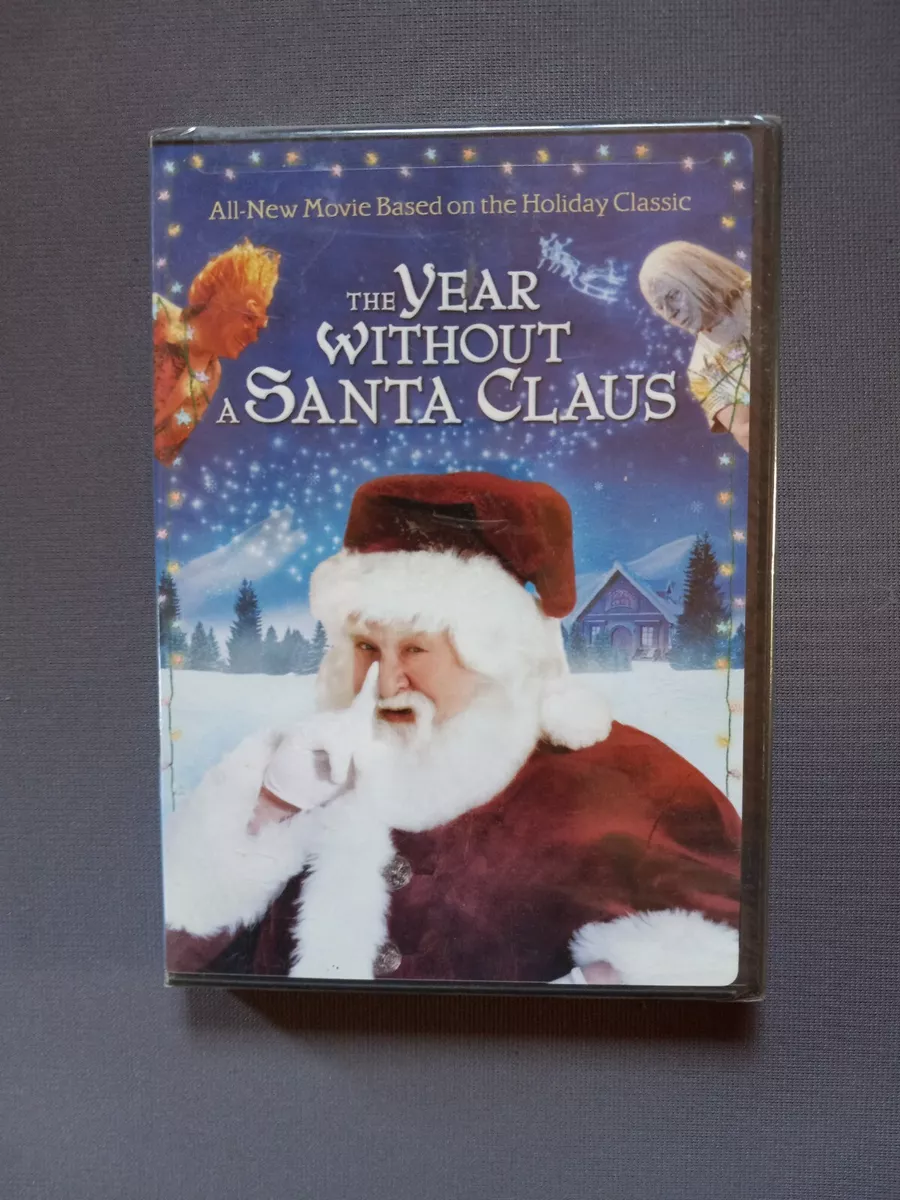 All-New Movie Based on the Holiday Classic
THE YEAR
WITHOUT
A SANTA CLAUS